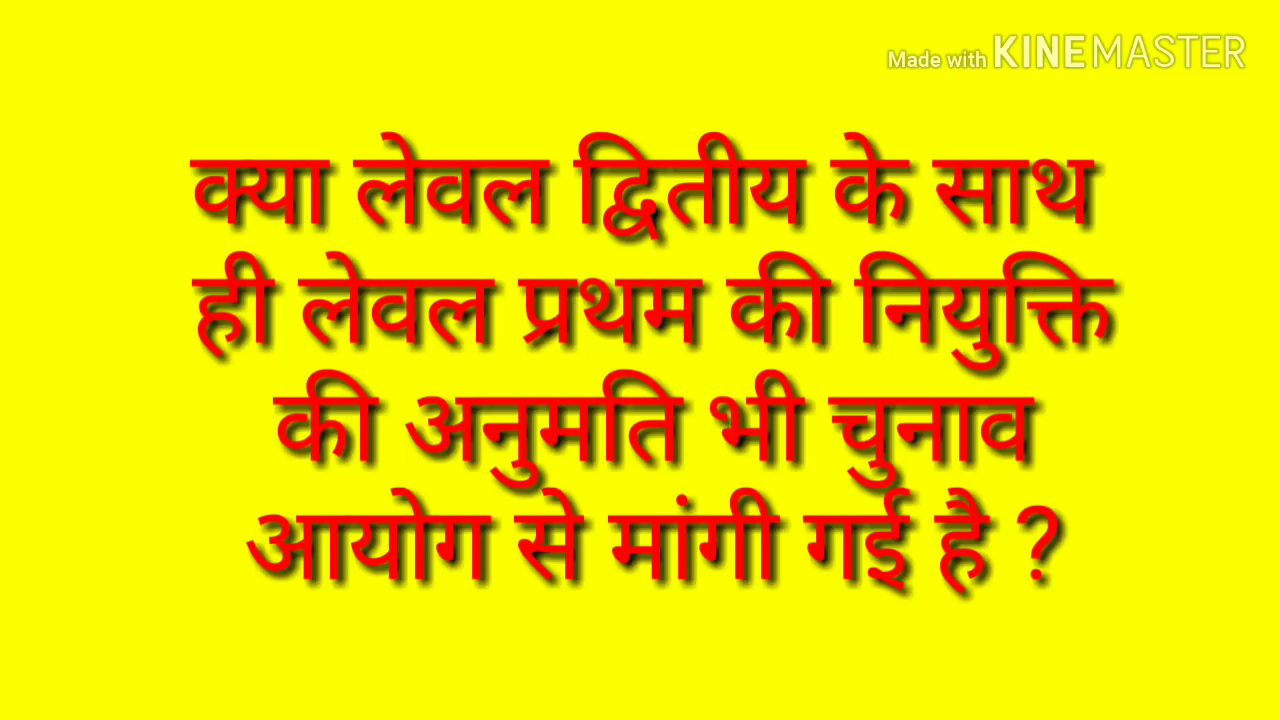 Made with KINEMASTER
क्या लेवल द्वितीय के साथ
ही लेवल प्रथम की नियुक्ति
की अनुमति भी चुनाव
आयोग से मांगी गई है ?